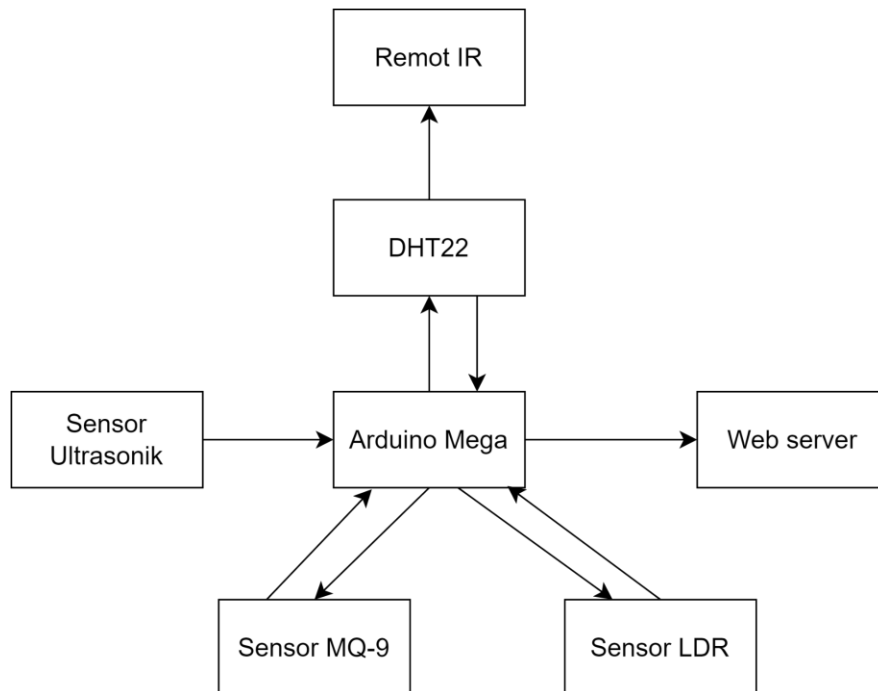 Remot IR
DHT22
Sensor
Ultrasonik
Arduino Mega
Web server
Sensor MQ-9
Sensor LDR